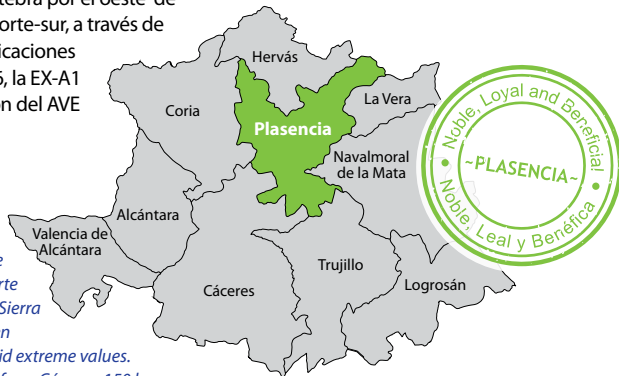 tebra por el oeste de
orte-sur, a través de
icaciones
, la EX-A1
n del AVE
Hervás
La Vera
Coria
Plasencia
Navalmoral
de la Mata
Alcántara
Valencia de
Alcántara
Trujillo
Cáceres
Logrosán
Noble, Loyal and Beneficial
~PLASENCIA~
Noble, Leal y Benéfica
e
rte
Sierra
en
id extreme values.